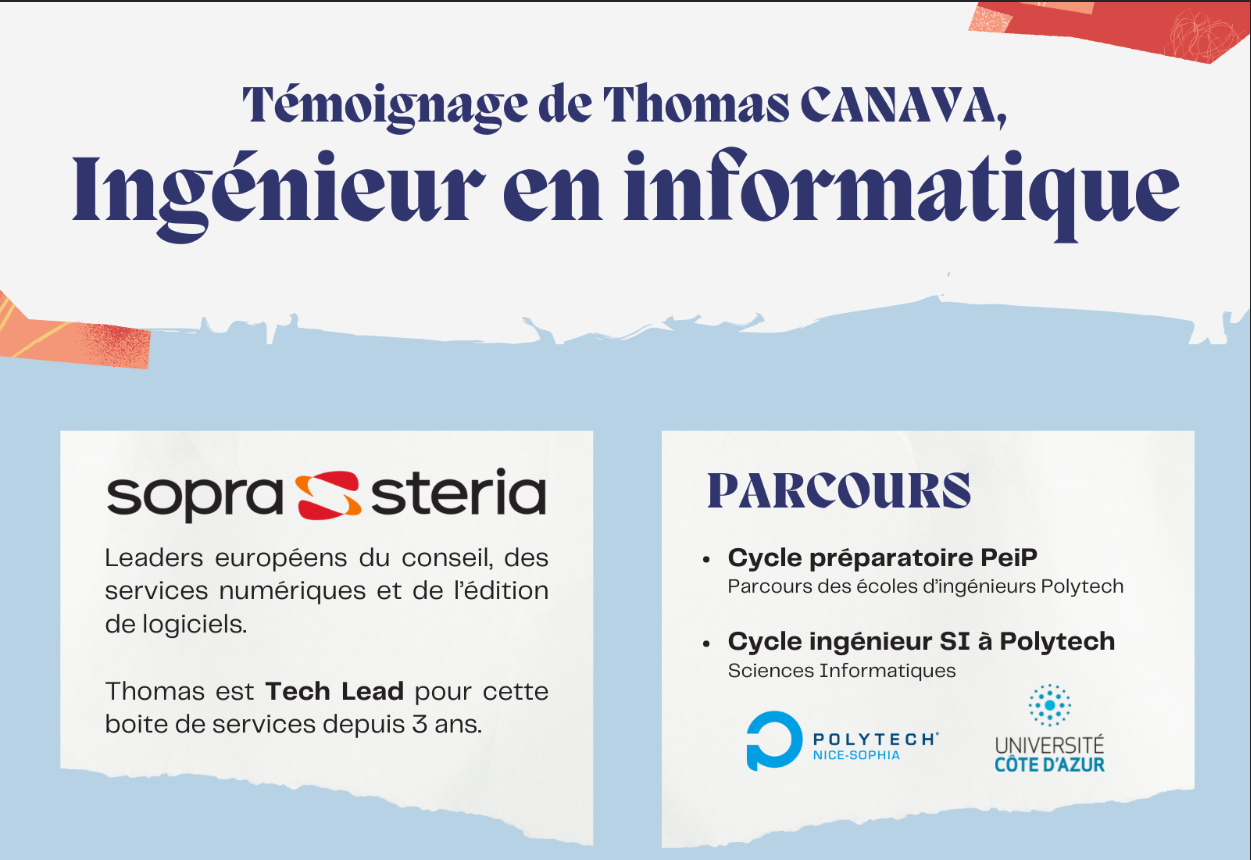 Témoignage de Thomas CANAVA,
Ingénieur en informatique
sopra steria
Leaders européens du conseil, des
services numériques et de l'édition
de logiciels.
Thomas est Tech Lead pour cette
boite de services depuis 3 ans.
PARCOURS
• Cycle préparatoire PeiP
Parcours des écoles d'ingénieurs Polytech
• Cycle ingénieur SI à Polytech
Sciences Informatiques
POLYTECH
NICE-SOPHIA
UNIVERSITÉ
CÔTE D'AZUR